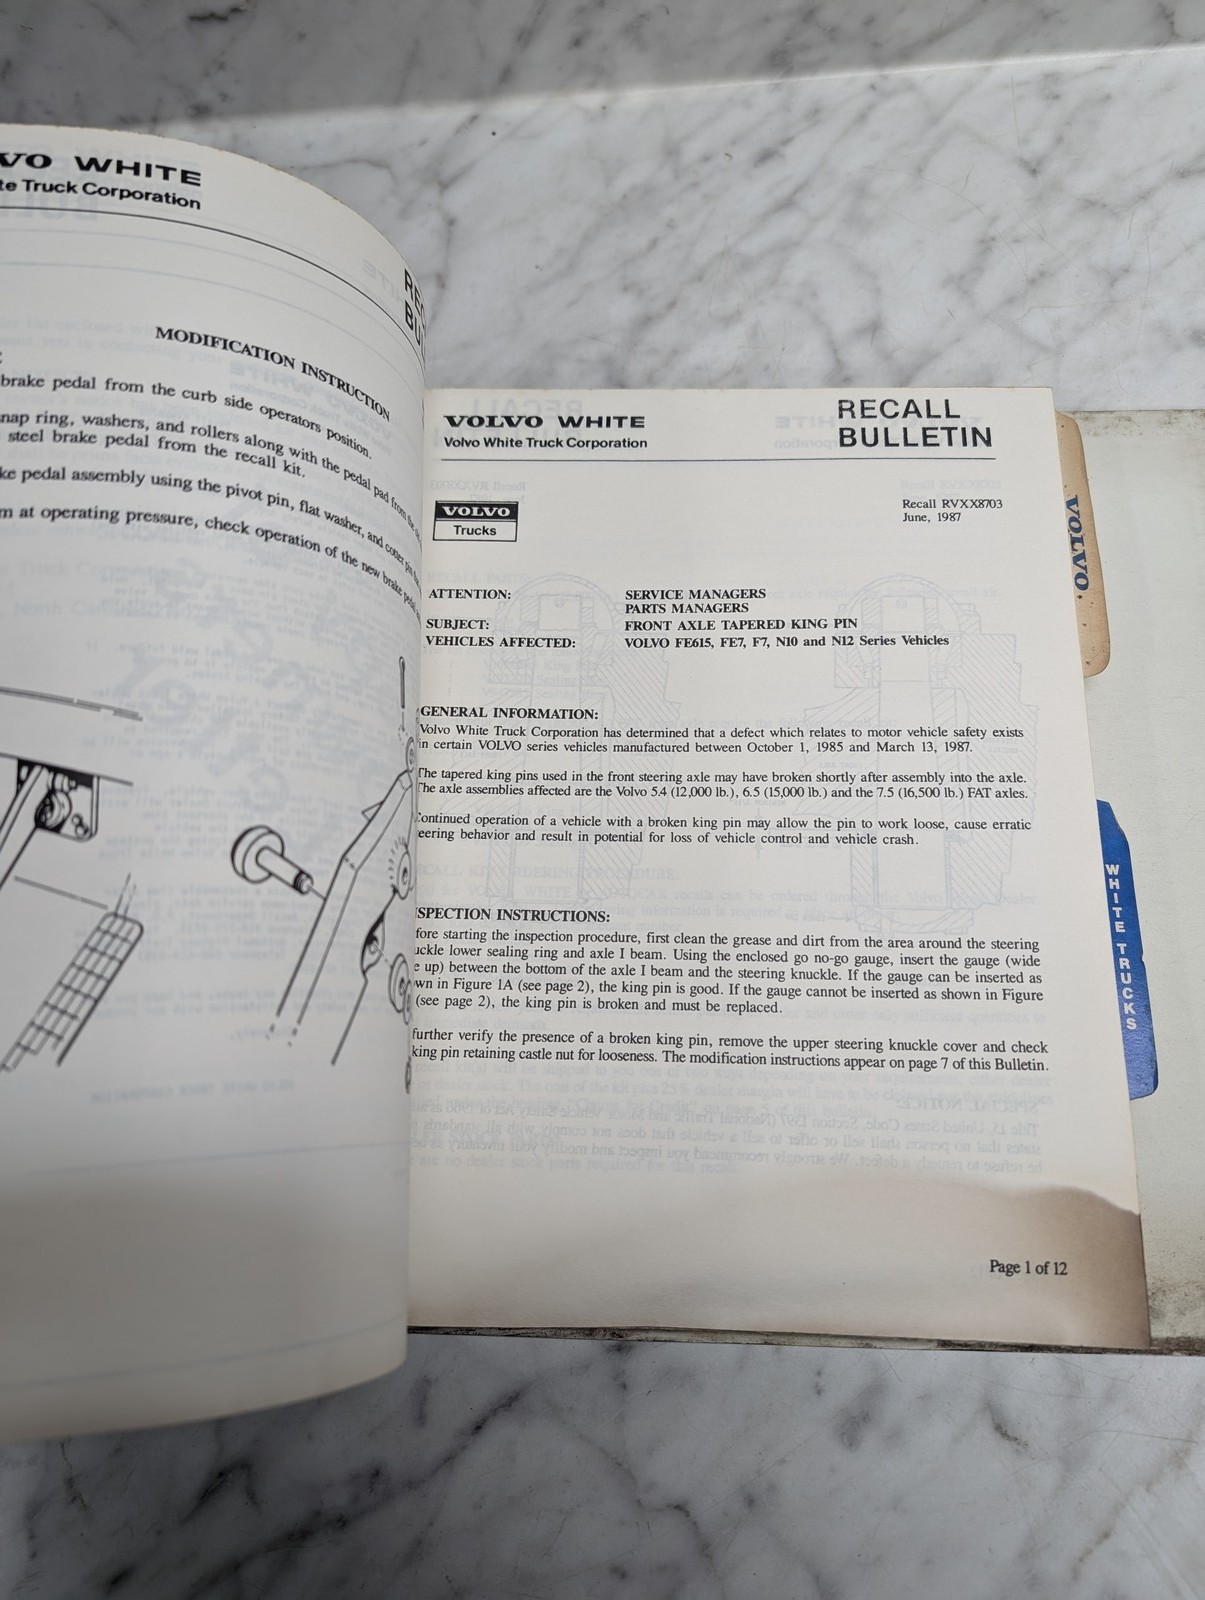 VO WHITE
te Truck Corporation
MODIFICATION INSTRUCTION
brake pedal from the curb side operators position.
nap ring, washers, and rollers along with the pedal pad from the
steel brake pedal from the recall kit.
ke pedal assembly using the pivot pin, flat washer, and cotter pin
m at operating pressure, check operation of the new brake pedal
VOLVO WHITE
Volvo White Truck Corporation
RECALL
BULLETIN
VOLVO
Trucks
Recall RVXX8703
June, 1987
ATTENTION: SERVICE MANAGERS
PARTS MANAGERS
SUBJECT: FRONT AXLE TAPERED KING PIN
VEHICLES AFFECTED: VOLVO FE615, FE7, F7, N10 and N12 Series Vehicles
GENERAL INFORMATION:
Volvo White Truck Corporation has determined that a defect which relates to motor vehicle safety exists
in certain VOLVO series vehicles manufactured between October 1, 1985 and March 13, 1987.
The tapered king pins used in the front steering axle may have broken shortly after assembly into the axle.
The axle assemblies affected are the Volvo 5.4 (12,000 lb.), 6.5 (15,000 lb.) and the 7.5 (16,500 lb.) FAT axles.
Continued operation of a vehicle with a broken king pin may allow the pin to work loose, cause erratic
eering behavior and result in potential for loss of vehicle control and vehicle crash.
SPECTION INSTRUCTIONS:
fore starting the inspection procedure, first clean the grease and dirt from the area around the steering
uckle lower sealing ring and axle I beam. Using the enclosed go no-go gauge, insert the gauge (wide
e up) between the bottom of the axle I beam and the steering knuckle. If the gauge can be inserted as
wn in Figure 1A (see page 2), the king pin is good. If the gauge cannot be inserted as shown in Figure
(see page 2), the king pin is broken and must be replaced.
further verify the presence of a broken king pin, remove the upper steering knuckle cover and check
king pin retaining castle nut for looseness. The modification instructions appear on page 7 of this Bulletin.
Page 1 of 12
VOLVO
WHITE TRUCKS